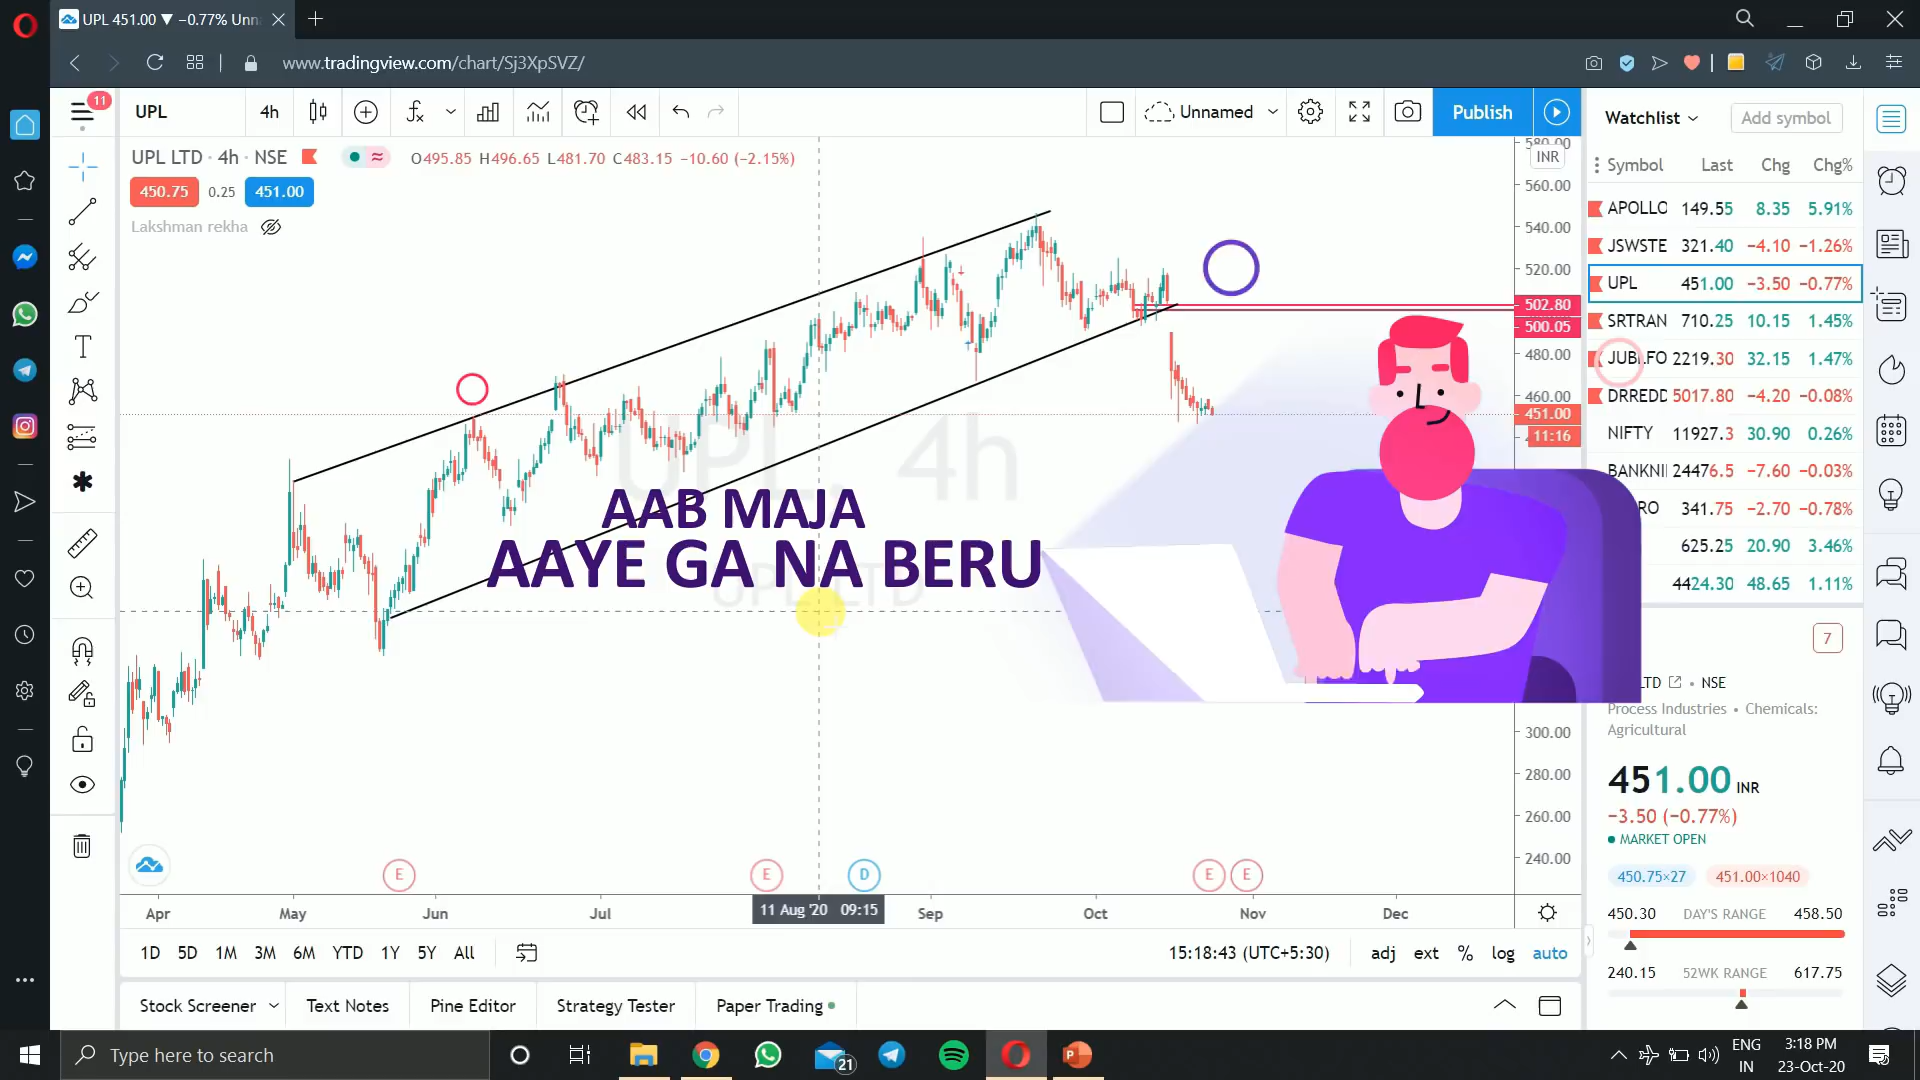 UPL 451.00 ▼ −0.77% Unn
www.tradingview.com/chart/Sj3XpSVZ/
11
UPL
4h
Unnamed
Publish
UPL LTD · 4h · NSE
O495.85 H496.65 L481.70 C483.15 −10.60 (−2.15%)
450.75 0.25 451.00
Lakshman rekha
UPL, 4h
UPL LTD
AAB MAJA
AAYE GA NA BERU
INR
580.00
560.00
540.00
520.00
502.80
500.05
480.00
460.00
451.00
11:16
300.00
280.00
260.00
240.00
E E D E E
Apr May Jun Jul 11 Aug '20 09:15 Sep Oct Nov Dec
1D 5D 1M 3M 6M YTD 1Y 5Y All
15:18:43 (UTC+5:30) adj ext % log auto
Stock Screener Text Notes Pine Editor Strategy Tester Paper Trading
Watchlist Add symbol
Symbol Last Chg Chg%
APOLLO 149.55 8.35 5.91%
JSWSTE 321.40 −4.10 −1.26%
UPL 451.00 −3.50 −0.77%
SRTRAN 710.25 10.15 1.45%
JUBLFO 2219.30 32.15 1.47%
DRREDD 5017.80 −4.20 −0.08%
NIFTY 11927.3 30.90 0.26%
BANKNI 24476.5 −7.60 −0.03%
RO 341.75 −2.70 −0.78%
625.25 20.90 3.46%
4424.30 48.65 1.11%
7
LTD • NSE
Process Industries • Chemicals:
Agricultural
451.00 INR
−3.50 (−0.77%)
MARKET OPEN
450.75×27 451.00×1040
450.30 DAY'S RANGE 458.50
240.15 52WK RANGE 617.75
Type here to search
21
ENG
IN
3:18 PM
23-Oct-20